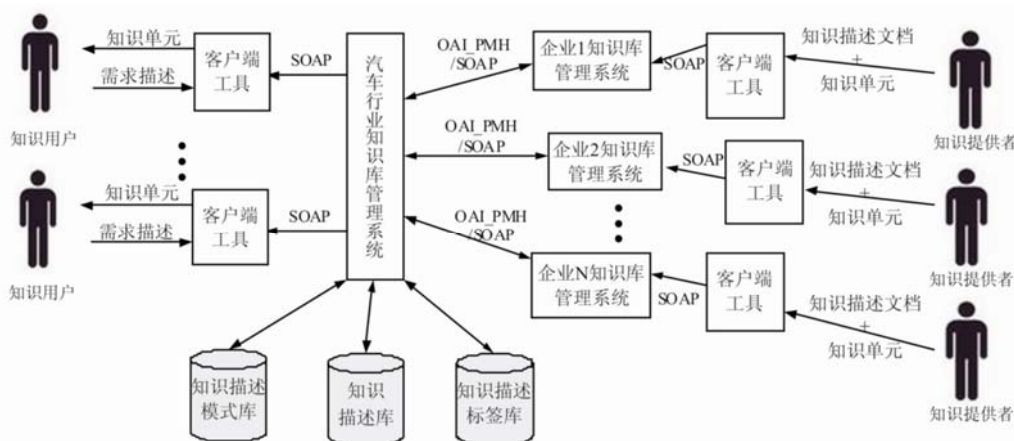 知识单元
需求描述
知识用户
客户端
工具
SOAP
知识单元
需求描述
知识用户
客户端
工具
SOAP
汽车行业知识库管理系统
OAI_PMH
/SOAP
企业1知识库
管理系统
SOAP
客户端
工具
知识描述文档
+
知识单元
知识提供者
OAI_PMH
/SOAP
企业2知识库
管理系统
SOAP
客户端
工具
知识描述文档
+
知识单元
知识提供者
OAI_PMH
/SOAP
企业N知识库
管理系统
SOAP
客户端
工具
知识描述文档
+
知识单元
知识提供者
知识描述
模式库
知识
描述库
知识描述
标签库